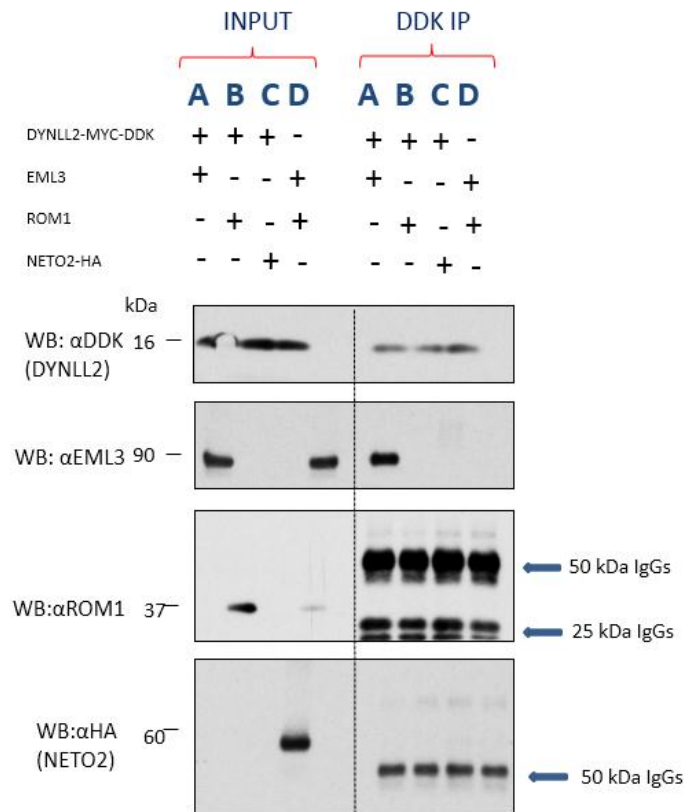 INPUT DDK IP
A B C D A B C D
DYNLL2-MYC-DDK + + + - + + + -
EML3 + - - + + - - +
ROM1 - + - + - + - +
NETO2-HA - - + - - - + -
kDa
WB: αDDK 16
(DYNLL2)
WB: αEML3 90
50 kDa IgGs
WB:αROM1 37
25 kDa IgGs
WB:αHA 60
(NETO2)
50 kDa IgGs